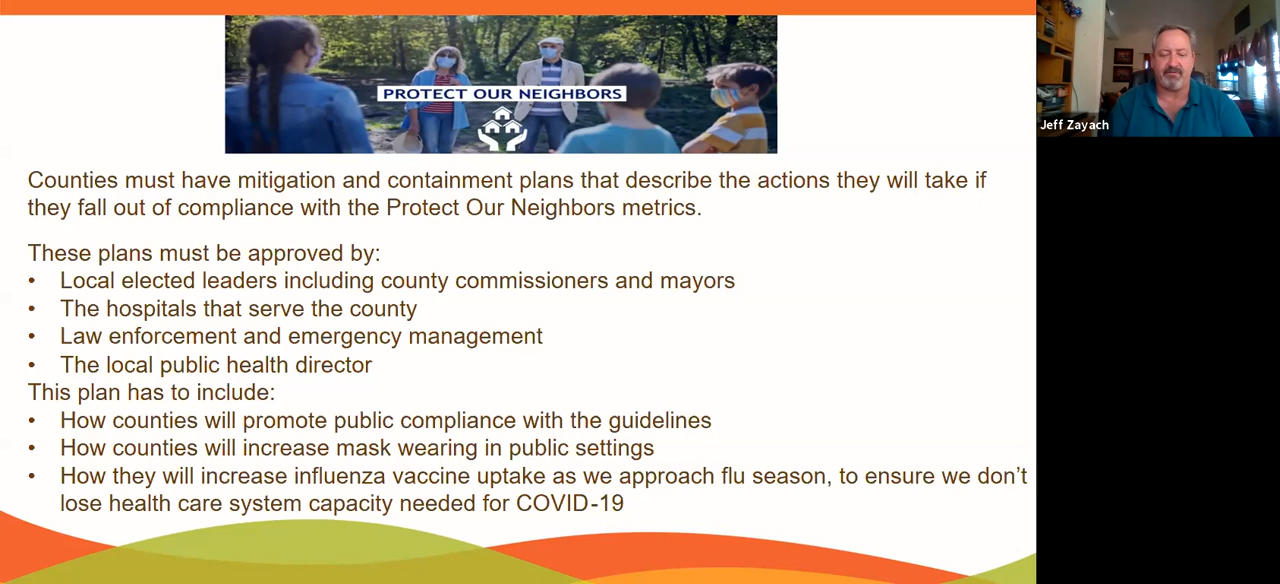 PROTECT OUR NEIGHBORS
Jeff Zayach
Counties must have mitigation and containment plans that describe the actions they will take if
they fall out of compliance with the Protect Our Neighbors metrics.
These plans must be approved by:
• Local elected leaders including county commissioners and mayors
• The hospitals that serve the county
• Law enforcement and emergency management
• The local public health director
This plan has to include:
• How counties will promote public compliance with the guidelines
• How counties will increase mask wearing in public settings
• How they will increase influenza vaccine uptake as we approach flu season, to ensure we don’t
lose health care system capacity needed for COVID-19